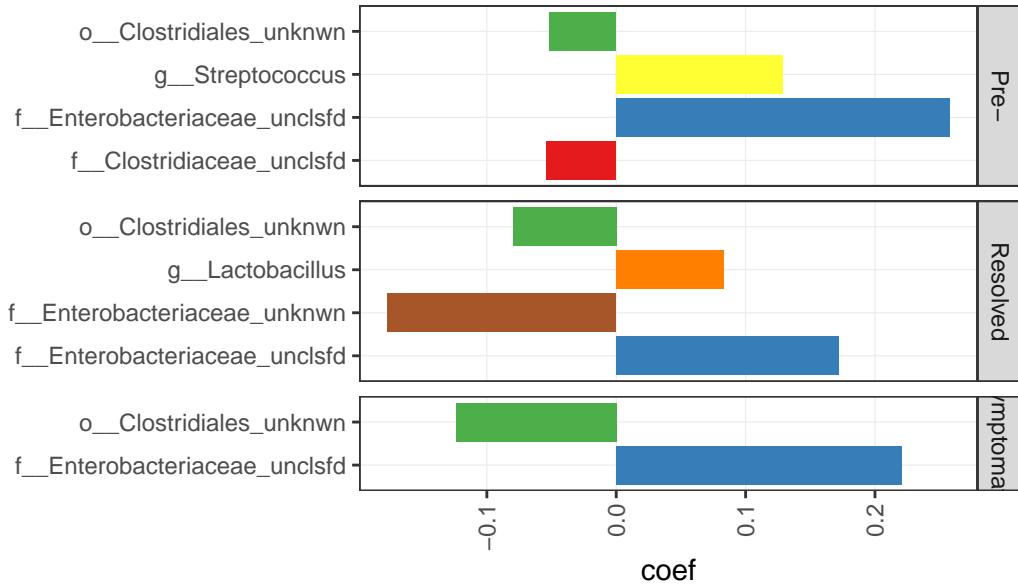 o__Clostridiales_unknwn
g__Streptococcus
f__Enterobacteriaceae_unclsfd
f__Clostridiaceae_unclsfd
Pre−
o__Clostridiales_unknwn
g__Lactobacillus
f__Enterobacteriaceae_unknwn
f__Enterobacteriaceae_unclsfd
Resolved
o__Clostridiales_unknwn
f__Enterobacteriaceae_unclsfd
−0.1
0.0
0.1
0.2
coef